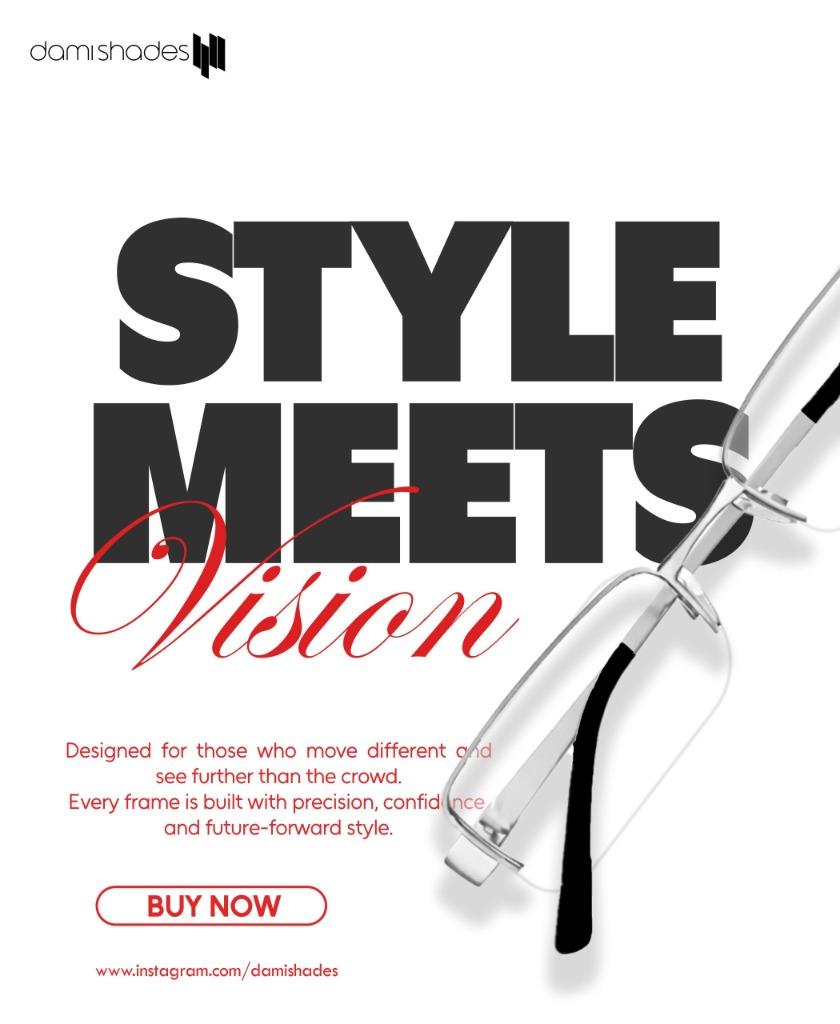 damishades
STYLE
MEETS
Vision
Designed for those who move different and
see further than the crowd.
Every frame is built with precision, confidence,
and future-forward style.
BUY NOW
www.instagram.com/damishades